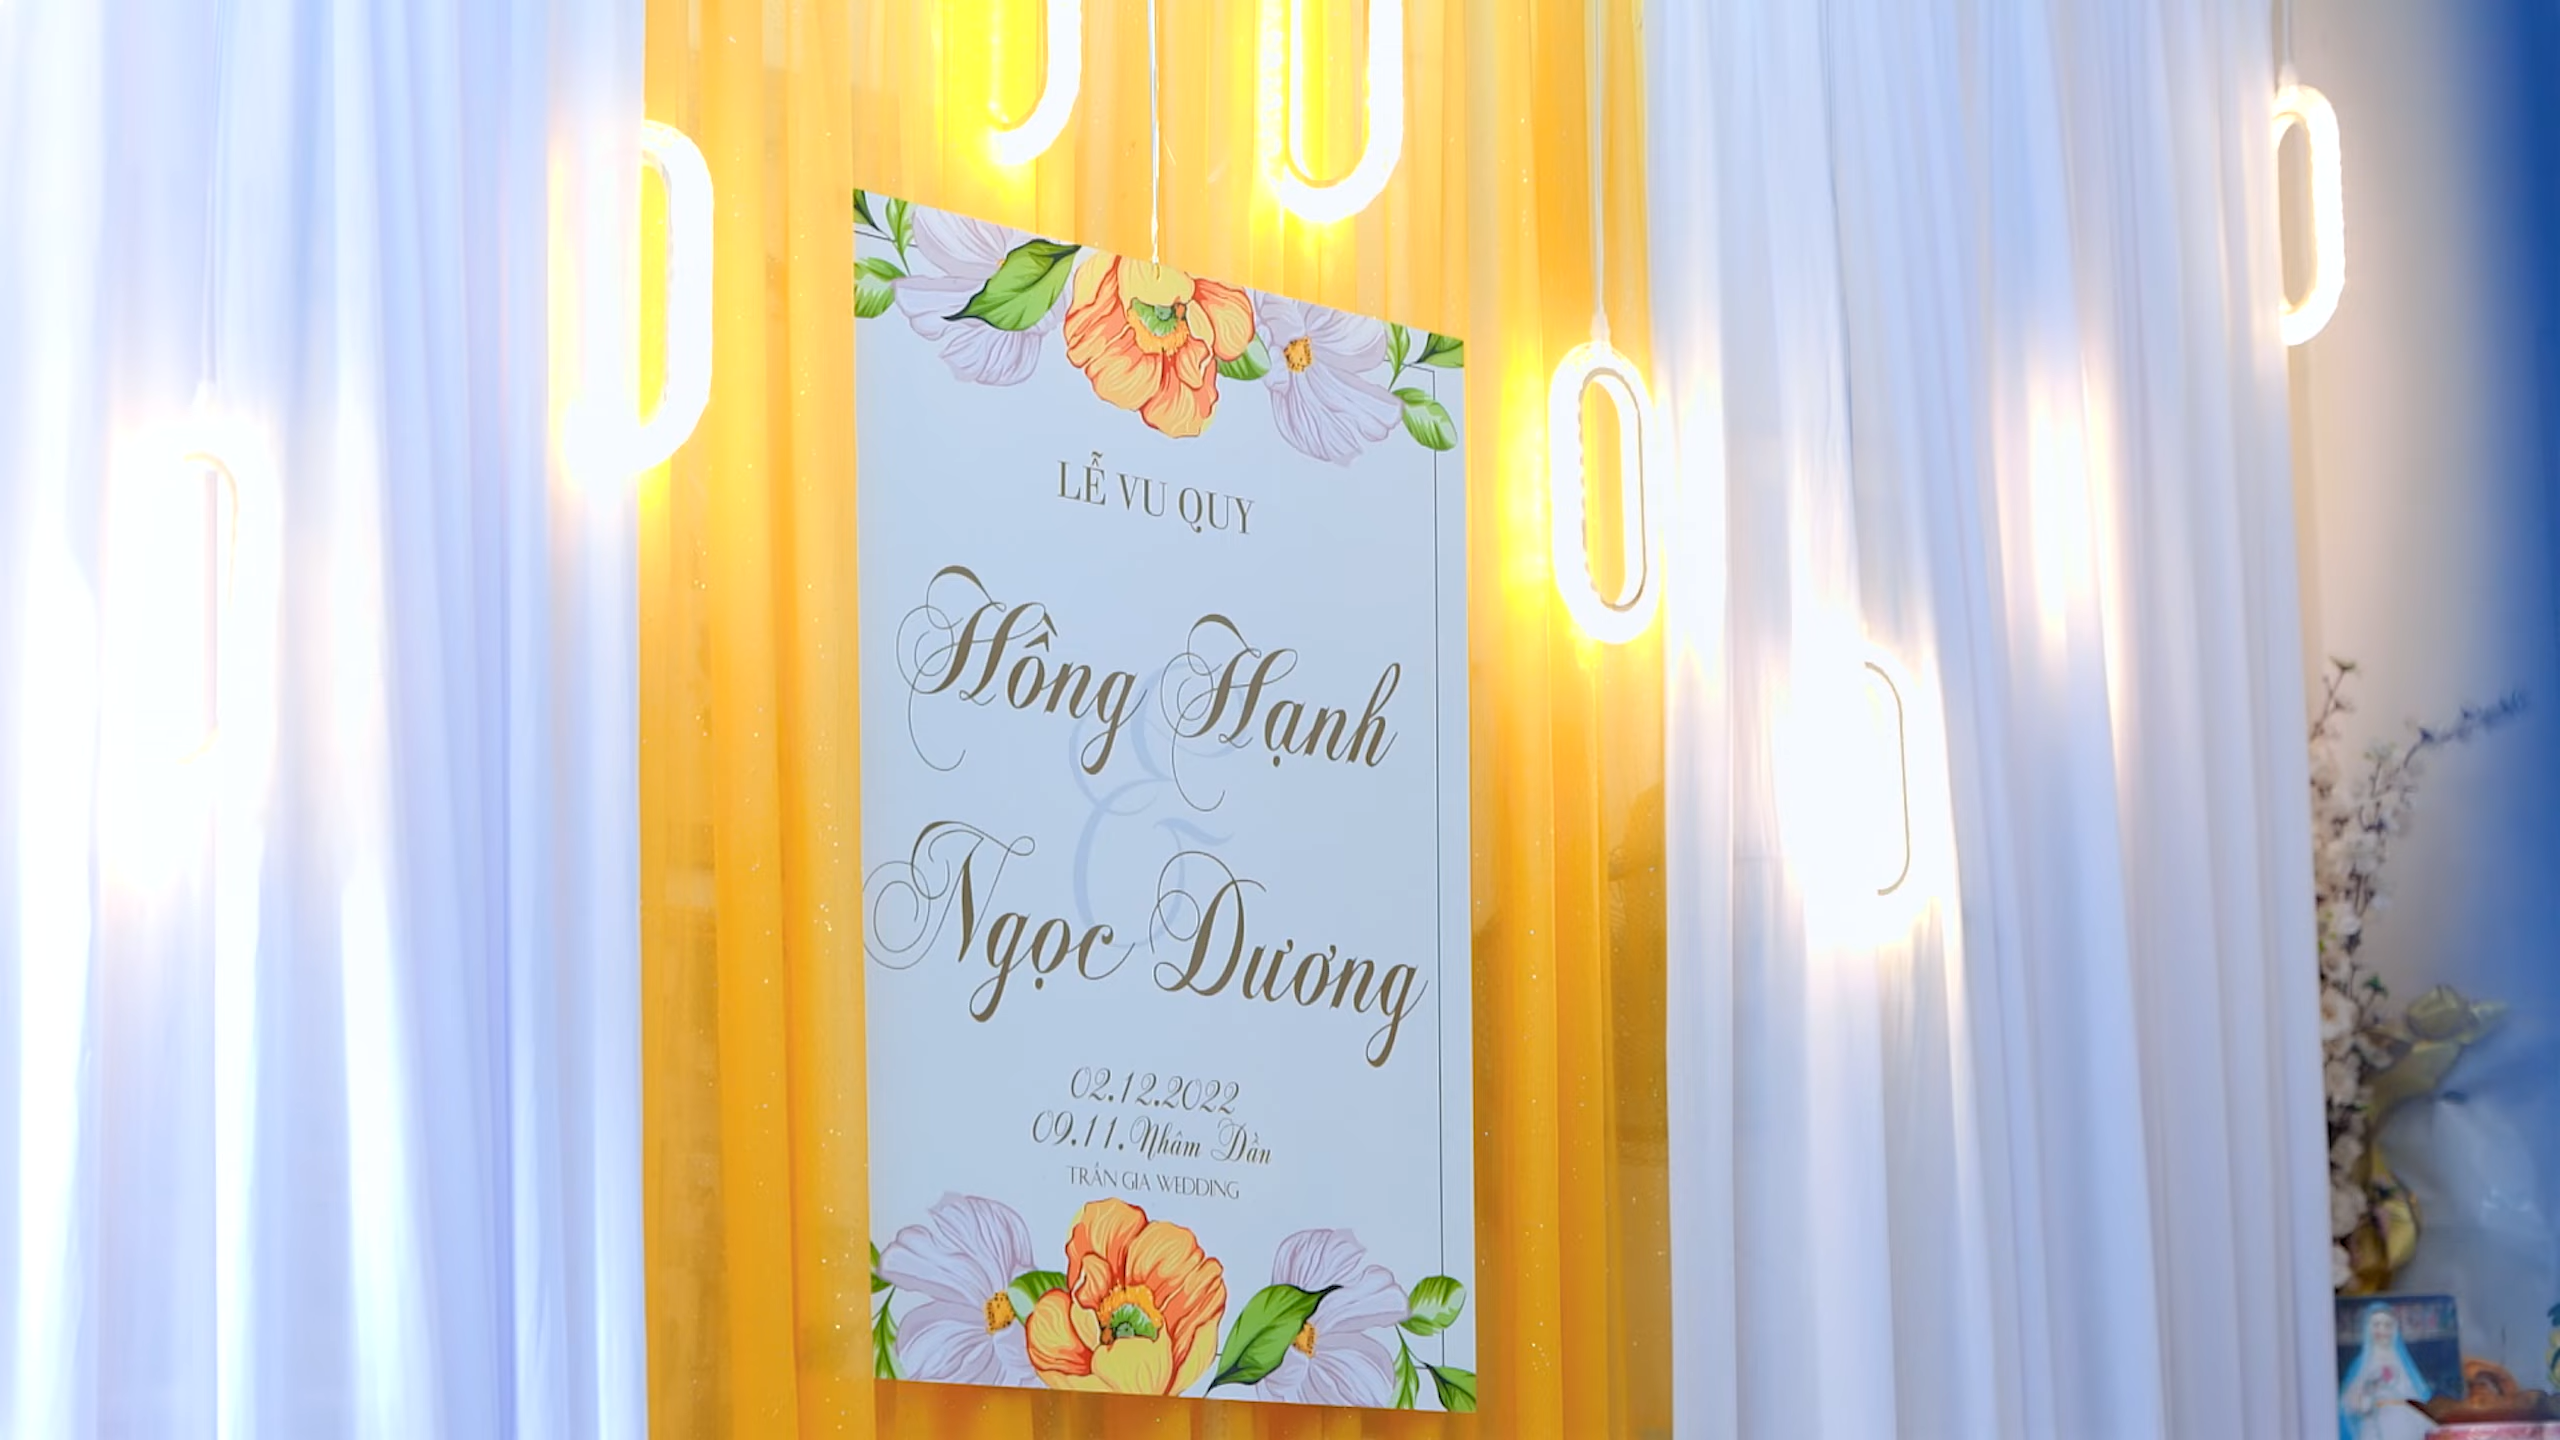 LỄ VU QUY
Hồng Hạnh
&
Ngọc Dương
02.12.2022
09.11.Nhâm Dần
TRẦN GIA WEDDING